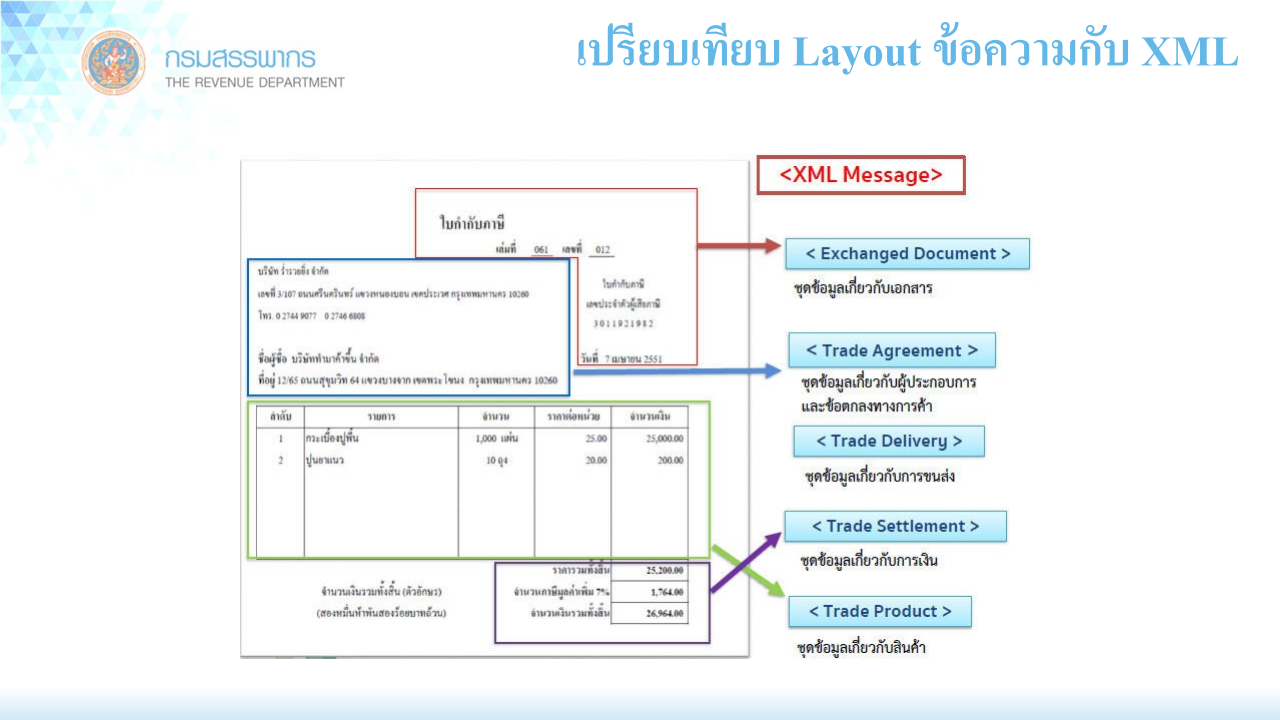 กรมสรรพากร
THE REVENUE DEPARTMENT
เปรียบเทียบ Layout ข้อความกับ XML
ใบกำกับภาษี
เล่มที่ 061 เลขที่ 012
บริษัท ร่ำรวยยิ่ง จำกัด
เลขที่ 3/107 ถนนศรีนครินทร์ แขวงหนองบอน เขตประเวศ กรุงเทพมหานคร 10260
โทร. 0 2744 9077 0 2746 6808
ใบกำกับภาษี
เลขประจำตัวผู้เสียภาษี
3011921982
วันที่ 7 เมษายน 2551
ชื่อผู้ซื้อ บริษัททำมาค้าขึ้น จำกัด
ที่อยู่ 12/65 ถนนสุขุมวิท 64 แขวงบางจาก เขตพระโขนง กรุงเทพมหานคร 10260
ลำดับ รายการ จำนวน ราคาต่อหน่วย จำนวนเงิน
1 กระเบื้องปูพื้น 1,000 แผ่น 25.00 25,000.00
2 ปูนยาแนว 10 ถุง 20.00 200.00
ราคารวมทั้งสิ้น 25,200.00
จำนวนเงินรวมทั้งสิ้น (ตัวอักษร) จำนวนภาษีมูลค่าเพิ่ม 7% 1,764.00
(สองหมื่นห้าพันสองร้อยบาทถ้วน) จำนวนเงินรวมทั้งสิ้น 26,964.00
<XML Message>
< Exchanged Document >
ชุดข้อมูลเกี่ยวกับเอกสาร
< Trade Agreement >
ชุดข้อมูลเกี่ยวกับผู้ประกอบการ
และข้อตกลงทางการค้า
< Trade Delivery >
ชุดข้อมูลเกี่ยวกับการขนส่ง
< Trade Settlement >
ชุดข้อมูลเกี่ยวกับการเงิน
< Trade Product >
ชุดข้อมูลเกี่ยวกับสินค้า